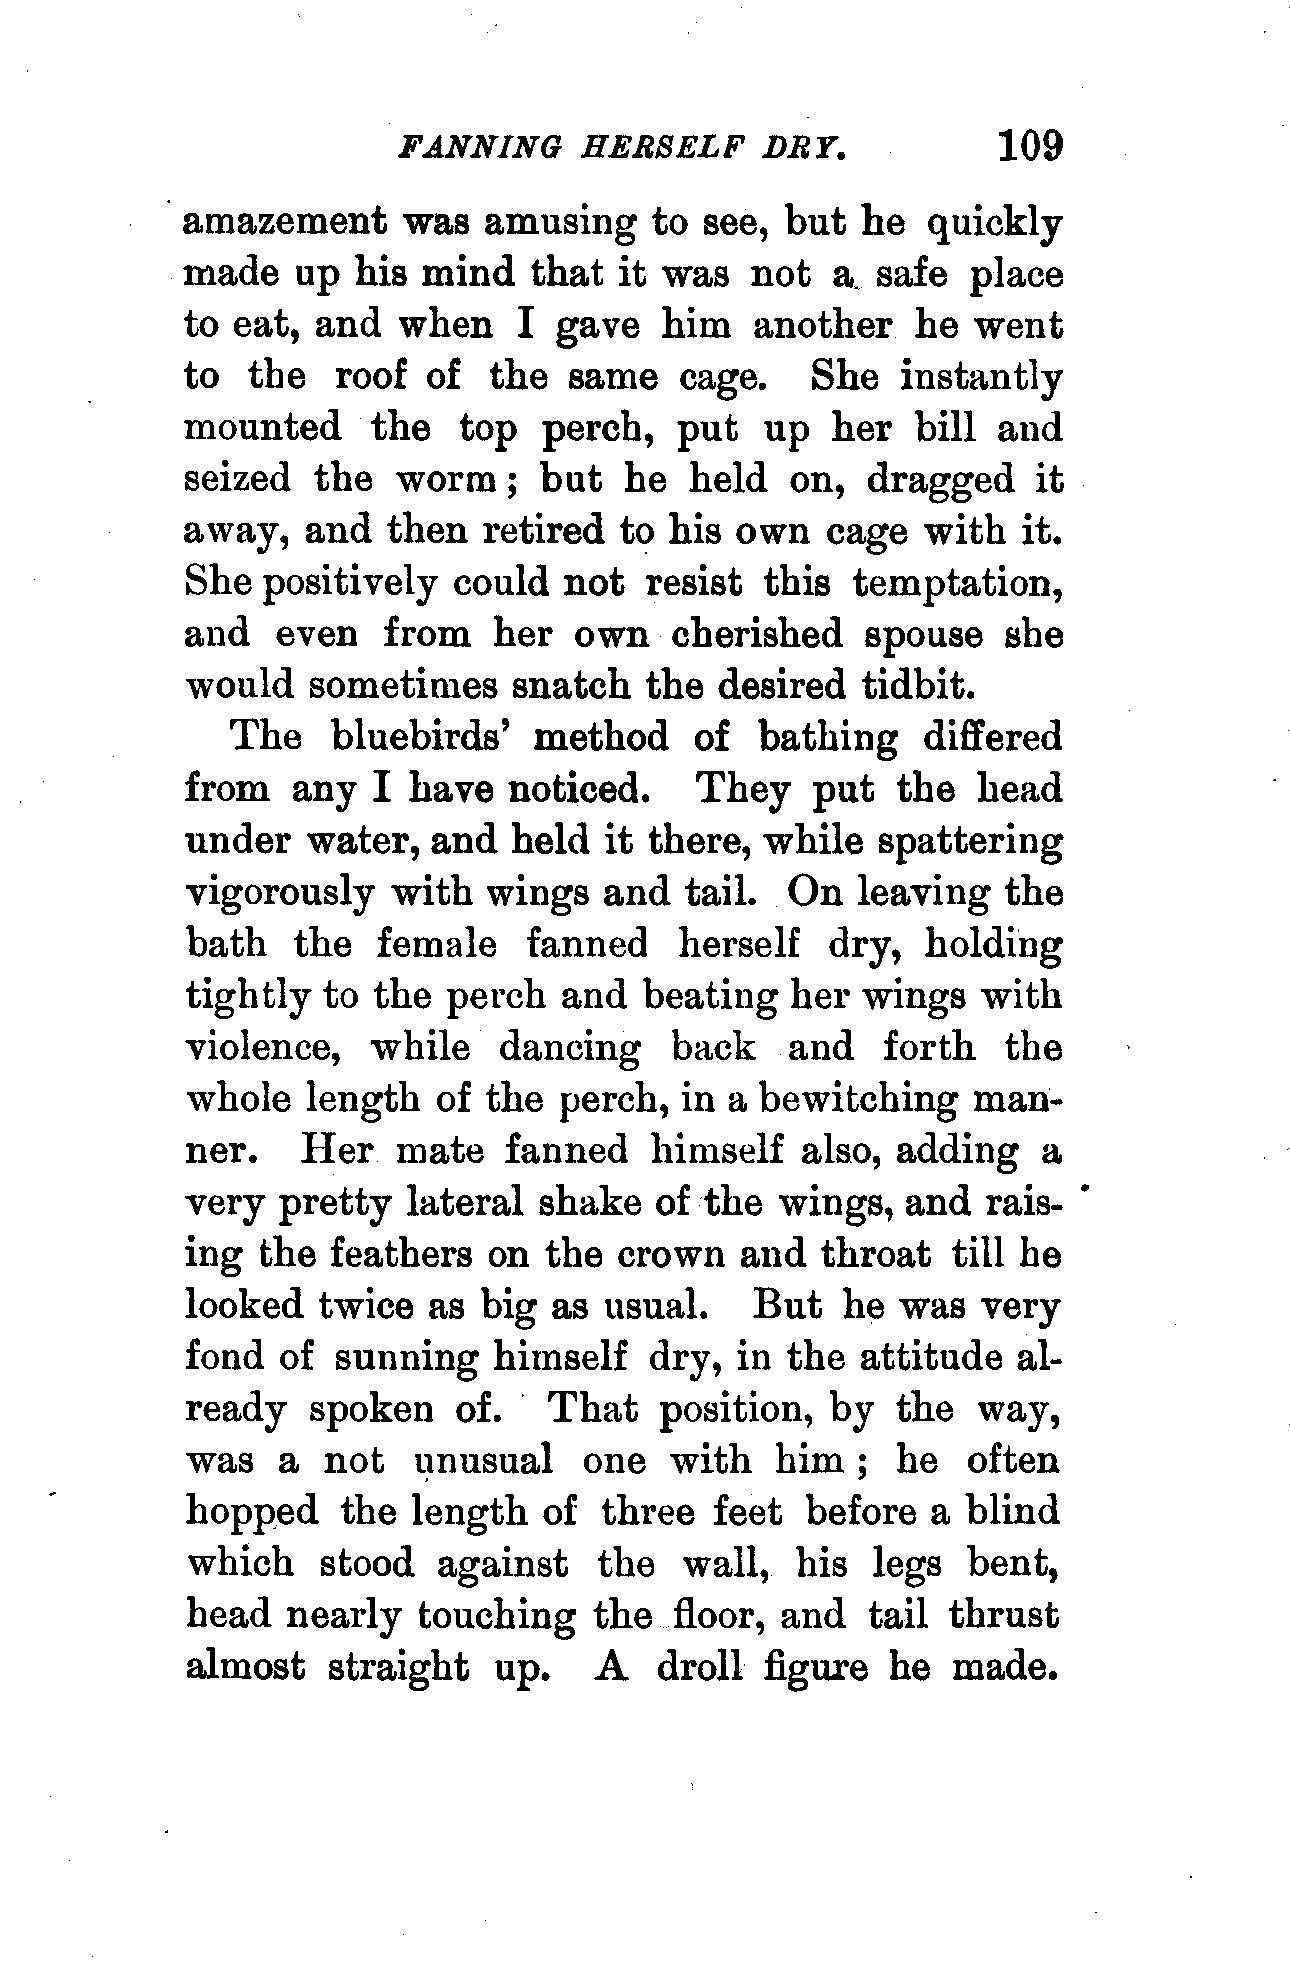 FANNING HERSELF DRY. 109
amazement was amusing to see, but he quickly
made up his mind that it was not a safe place
to eat, and when I gave him another he went
to the roof of the same cage. She instantly
mounted the top perch, put up her bill and
seized the worm; but he held on, dragged it
away, and then retired to his own cage with it.
She positively could not resist this temptation,
and even from her own cherished spouse she
would sometimes snatch the desired tidbit.
The bluebirds' method of bathing differed
from any I have noticed. They put the head
under water, and held it there, while spattering
vigorously with wings and tail. On leaving the
bath the female fanned herself dry, holding
tightly to the perch and beating her wings with
violence, while dancing back and forth the
whole length of the perch, in a bewitching man-
ner. Her mate fanned himself also, adding a
very pretty lateral shake of the wings, and rais-
ing the feathers on the crown and throat till he
looked twice as big as usual. But he was very
fond of sunning himself dry, in the attitude al-
ready spoken of. That position, by the way,
was a not unusual one with him; he often
hopped the length of three feet before a blind
which stood against the wall, his legs bent,
head nearly touching the floor, and tail thrust
almost straight up. A droll figure he made.